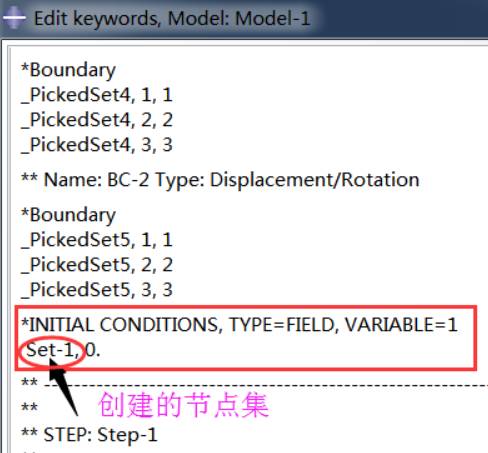 Edit keywords, Model: Model-1
*Boundary
_PickedSet4, 1, 1
_PickedSet4, 2, 2
_PickedSet4, 3, 3
** Name: BC-2 Type: Displacement/Rotation
*Boundary
_PickedSet5, 1, 1
_PickedSet5, 2, 2
_PickedSet5, 3, 3
*INITIAL CONDITIONS, TYPE=FIELD, VARIABLE=1
Set-1, 0.
** ----------------------------------------------------------------
**
创建的节点集
** STEP: Step-1
**